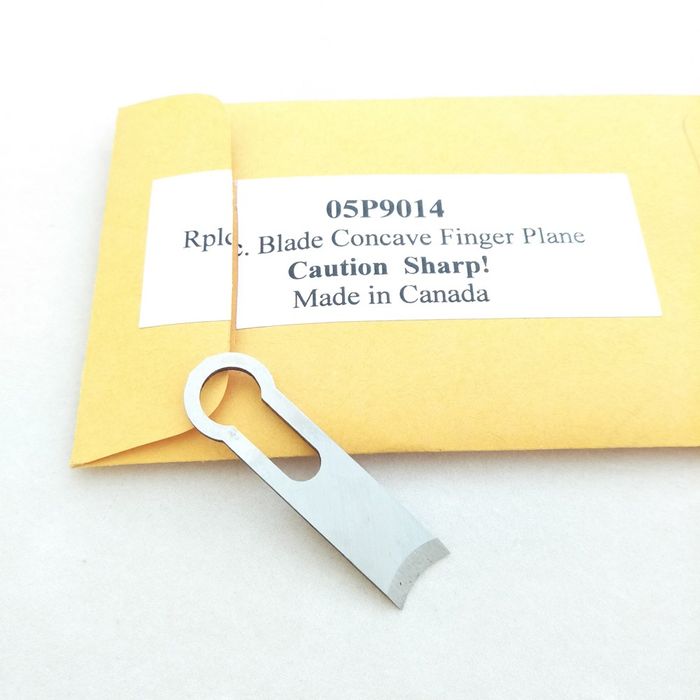 05P9014
Rplc. Blade Concave Finger Plane
Caution Sharp!
Made in Canada